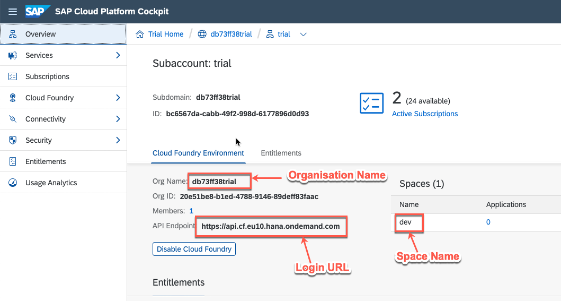 SAP SAP Cloud Platform Cockpit
Overview
Services
Subscriptions
Cloud Foundry
Connectivity
Security
Entitlements
Usage Analytics
Trial Home / db73ff38trial / trial
Subaccount: trial
Subdomain: db73ff38trial
ID: bc6567da-cabb-49f2-998d-6177896d0d93
2 (24 available)
Active Subscriptions
Cloud Foundry Environment Entitlements
Org Name: db73ff38trial
Organisation Name
Org ID: 20e51be8-b1ed-4788-9146-89deff83faac
Members: 1
API Endpoint: https://api.cf.eu10.hana.ondemand.com
Disable Cloud Foundry
Login URL
Spaces (1)
Name Applications
dev 0
Space Name
Entitlements